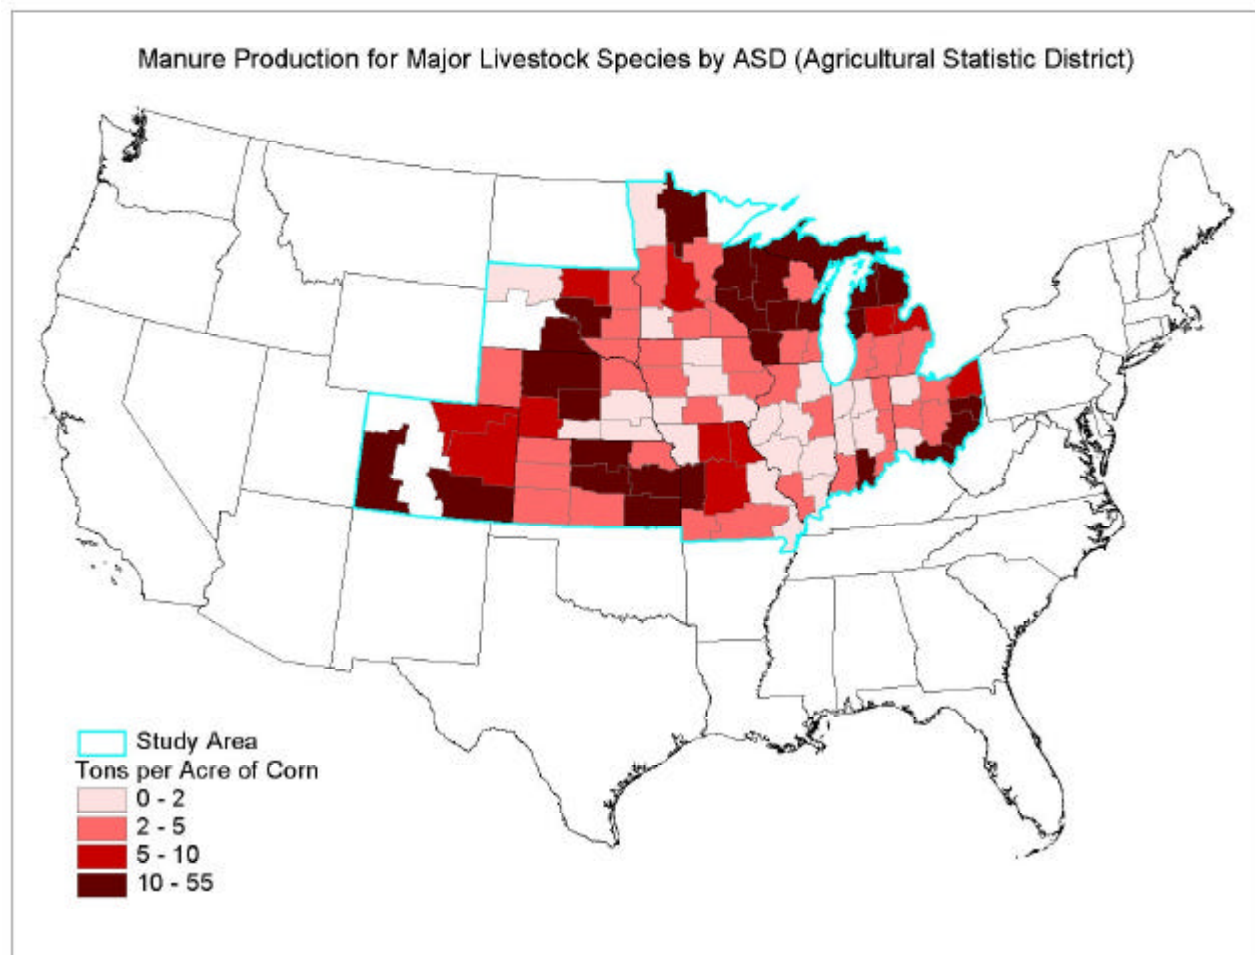 Manure Production for Major Livestock Species by ASD (Agricultural Statistic District)
Study Area
Tons per Acre of Corn
0 - 2
2 - 5
5 - 10
10 - 55